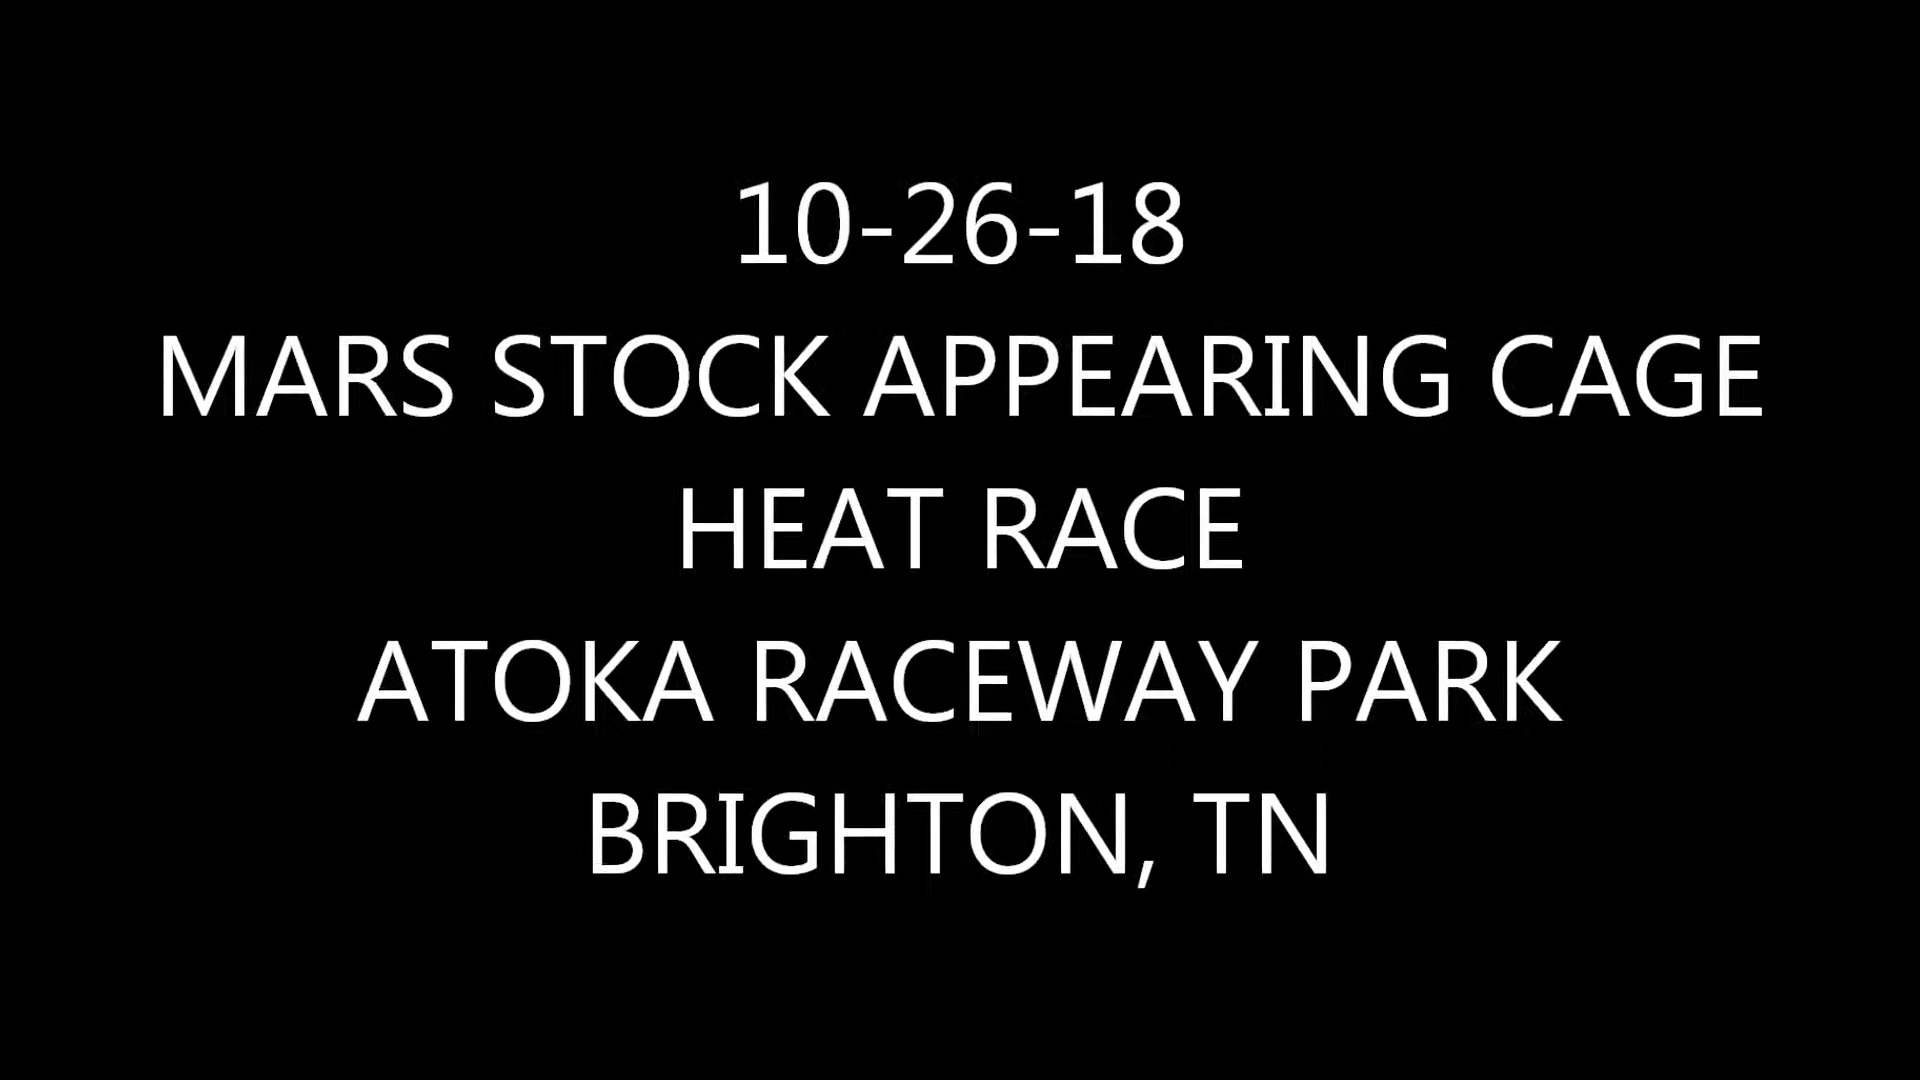 10-26-18
MARS STOCK APPEARING CAGE
HEAT RACE
ATOKA RACEWAY PARK
BRIGHTON, TN